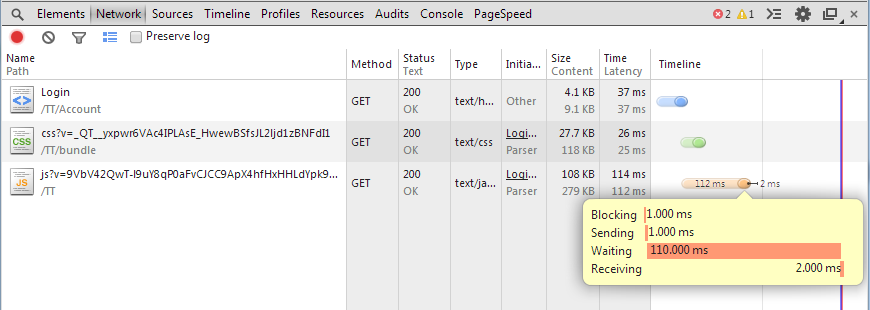 Elements Network Sources Timeline Profiles Resources Audits Console PageSpeed 2 1
Preserve log
Name Path Method Status Text Type Initia... Size Content Time Latency Timeline
Login /TT/Account GET 200 OK text/h... Other 4.1 KB 9.1 KB 37 ms 37 ms
css?v=_QT__yxpwr6VAc4IPLAsE_HwewBSfsJL2ljd1zBNFdI1 /TT/bundle GET 200 OK text/css Logi... Parser 27.7 KB 118 KB 26 ms 25 ms
js?v=9VbV42QwT-I9uY8qP0aFvCJCC9ApX4hfHxHHLdYpk9... /TT GET 200 OK text/ja... Logi... Parser 108 KB 279 KB 114 ms 112 ms 112 ms 2 ms
Blocking 1.000 ms
Sending 1.000 ms
Waiting 110.000 ms
Receiving 2.000 ms
CSS
JS